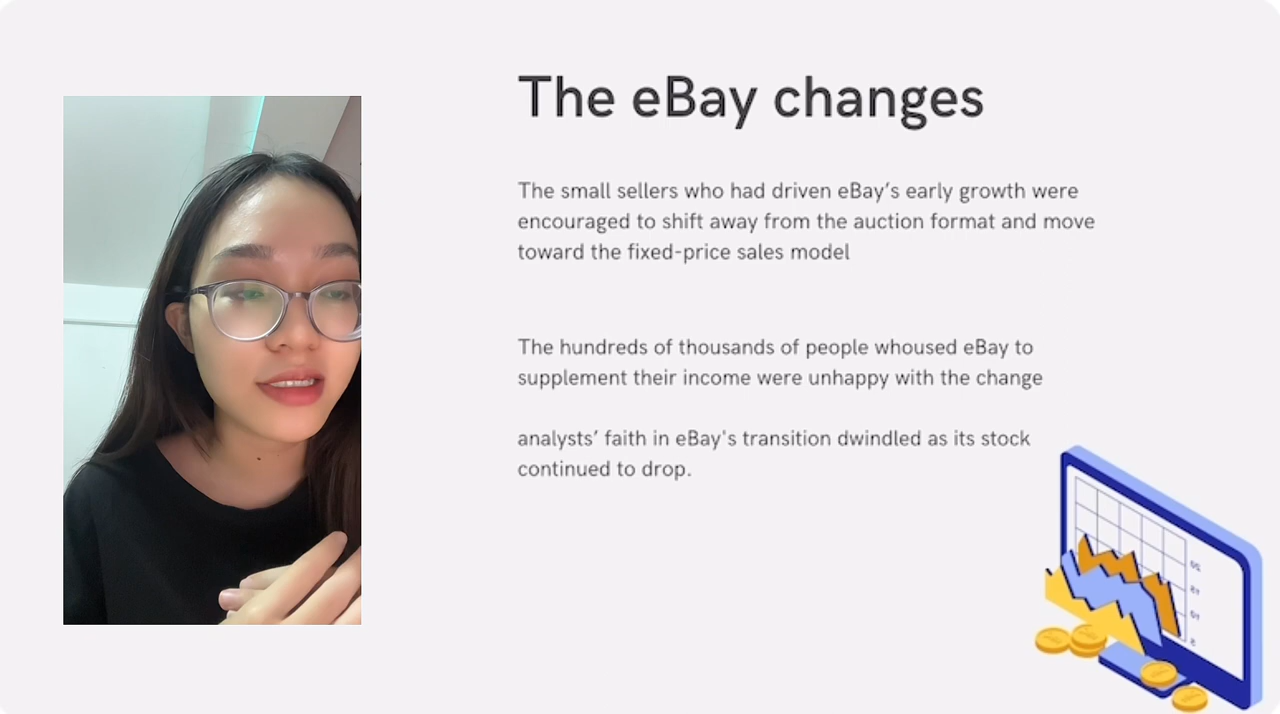 The eBay changes
The small sellers who had driven eBay’s early growth were
encouraged to shift away from the auction format and move
toward the fixed-price sales model
The hundreds of thousands of people whoused eBay to
supplement their income were unhappy with the change
analysts’ faith in eBay's transition dwindled as its stock
continued to drop.